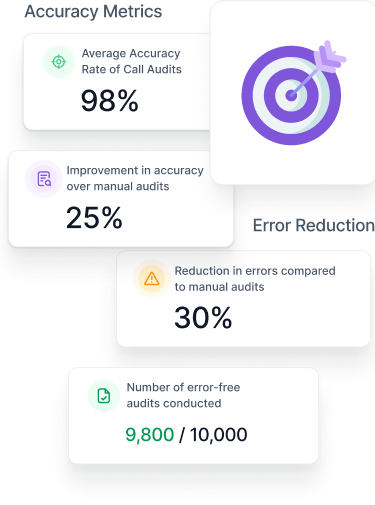 Accuracy Metrics
Average Accuracy
Rate of Call Audits
98%
Improvement in accuracy
over manual audits
25%
Error Reduction
Reduction in errors compared
to manual audits
30%
Number of error-free
audits conducted
9,800 / 10,000